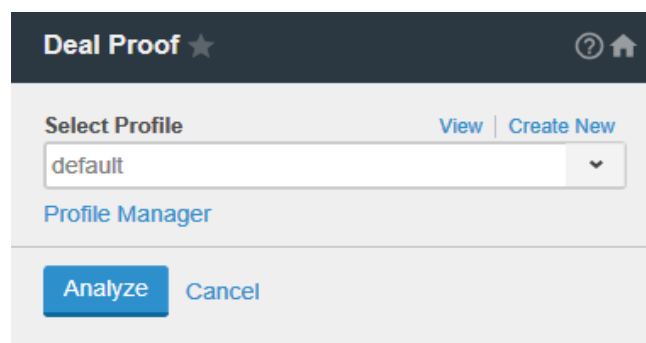 Deal Proof
Select Profile View | Create New
default
Profile Manager
Analyze Cancel